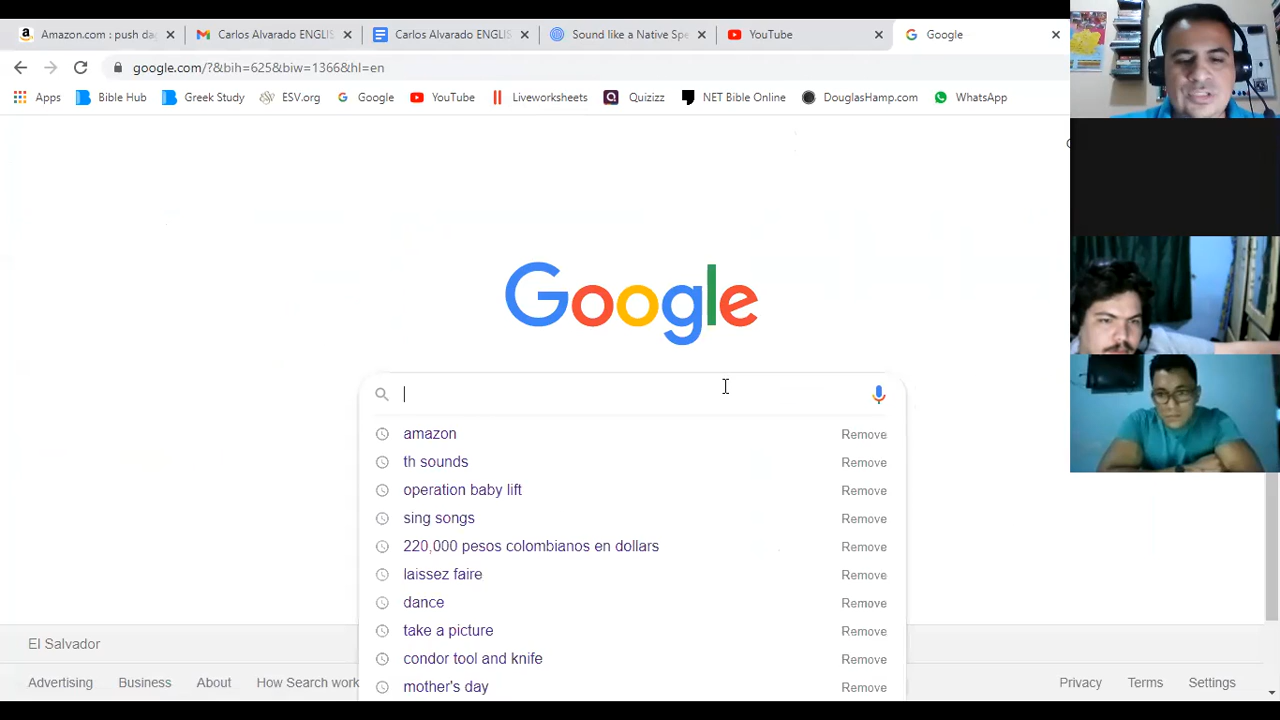 Amazon.com : push da
Carlos Alvarado ENGLIS
Carlos Alvarado ENGLIS
Sound like a Native Spe
YouTube
Google
google.com/?&bih=625&biw=1366&hl=en
Apps
Bible Hub
Greek Study
ESV.org
Google
YouTube
Liveworksheets
Quizizz
NET Bible Online
DouglasHamp.com
WhatsApp
Google
amazon Remove
th sounds Remove
operation baby lift Remove
sing songs Remove
220,000 pesos colombianos en dollars Remove
laissez faire Remove
dance Remove
take a picture Remove
condor tool and knife Remove
mother's day Remove
El Salvador
Advertising Business About How Search work Privacy Terms Settings